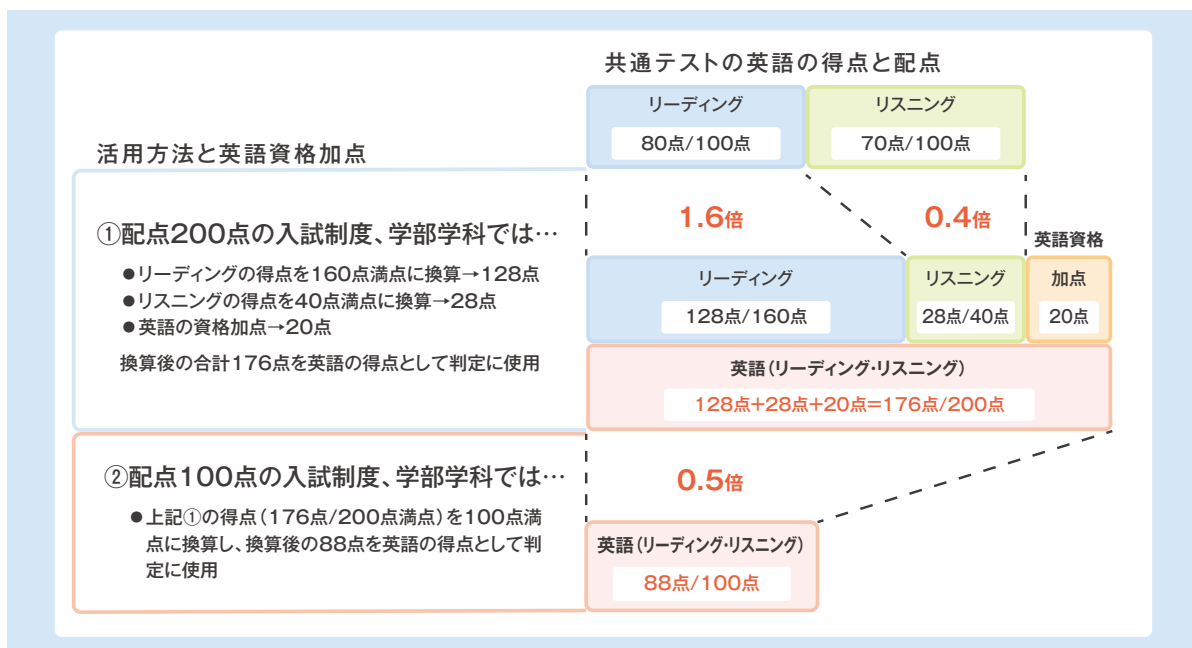 共通テストの英語の得点と配点
リーディング
リスニング
80点/100点
70点/100点
活用方法と英語資格加点
①配点200点の入試制度、学部学科では…
●リーディングの得点を160点満点に換算→128点
●リスニングの得点を40点満点に換算→28点
●英語の資格加点→20点
換算後の合計176点を英語の得点として判定に使用
1.6倍
0.4倍
英語資格
リーディング
リスニング
加点
128点/160点
28点/40点
20点
英語(リーディング・リスニング)
128点+28点+20点=176点/200点
②配点100点の入試制度、学部学科では…
●上記①の得点(176点/200点満点)を100点満
点に換算し、換算後の88点を英語の得点として判
定に使用
0.5倍
英語(リーディング・リスニング)
88点/100点